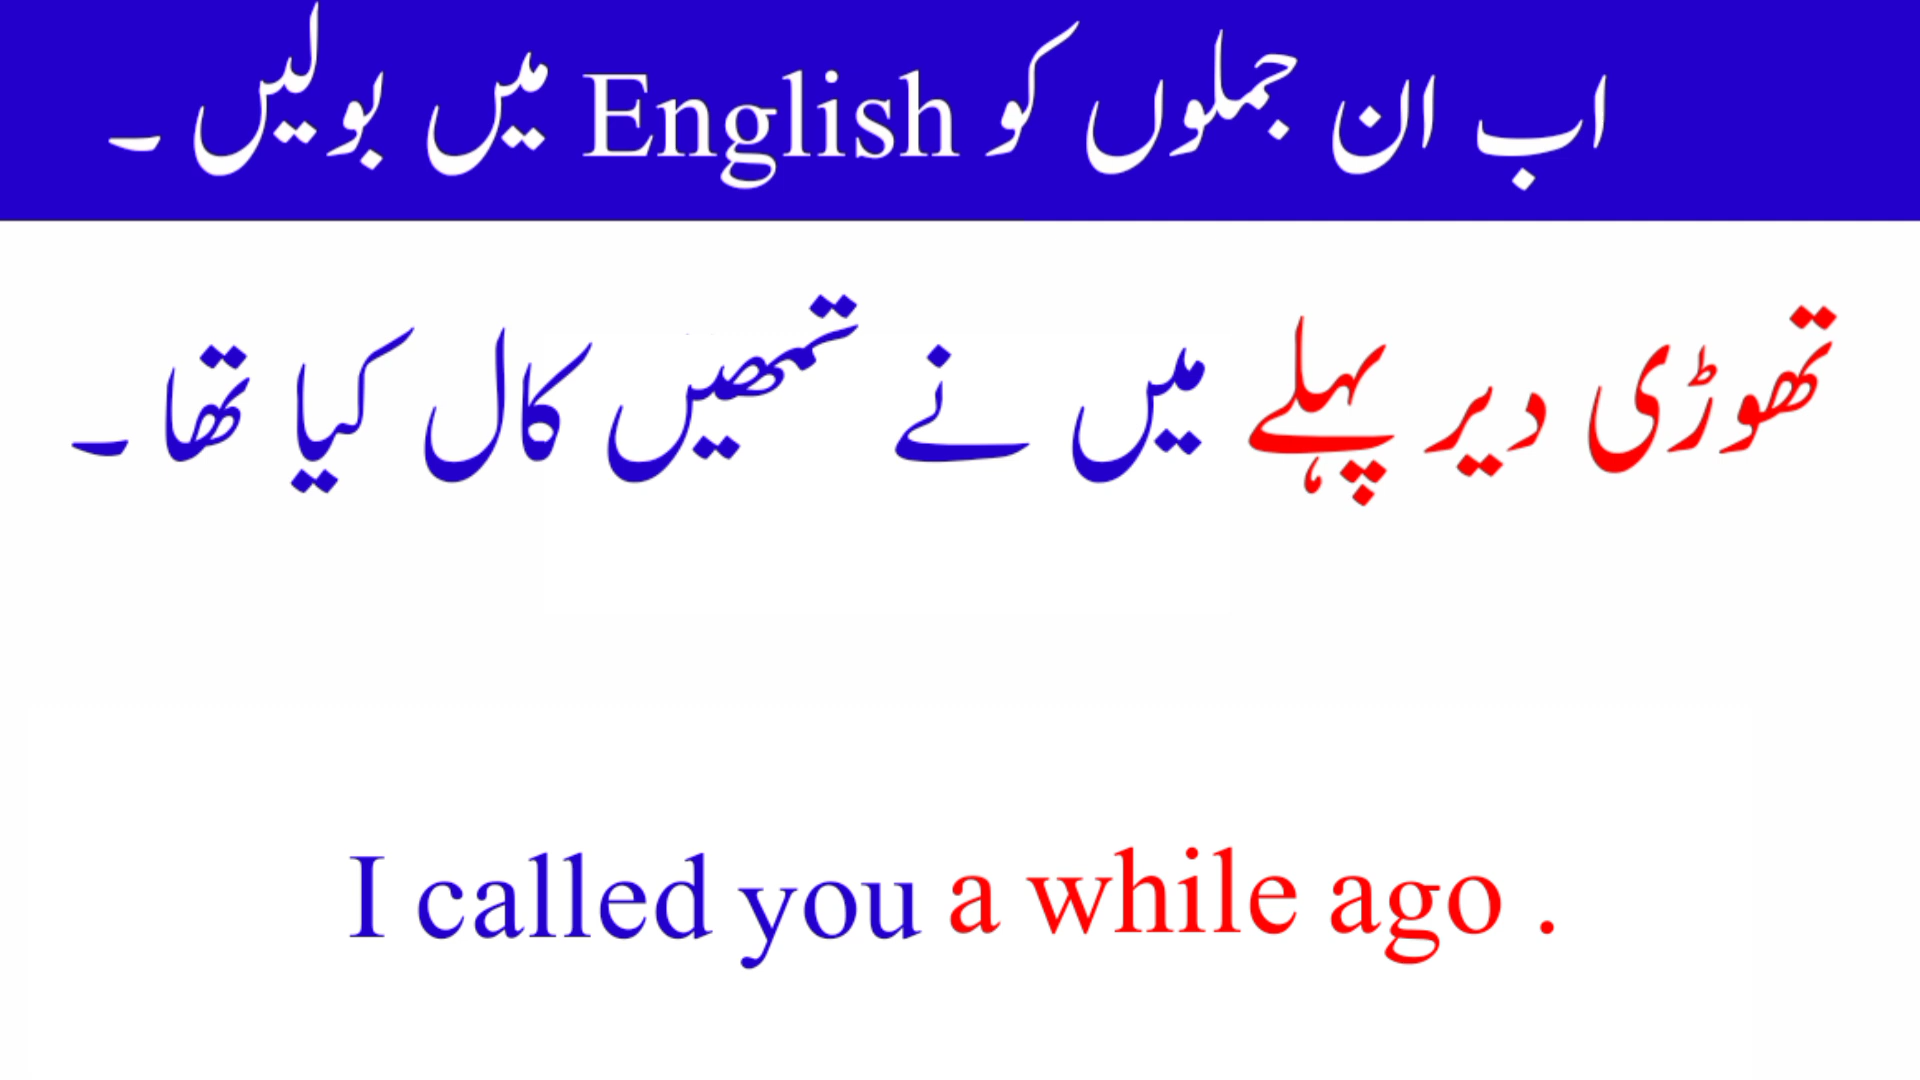 اب ان جملوں کو English میں بولیں ۔
تھوڑی دیر پہلے میں نے تمھیں کال کیا تھا ۔
I called you a while ago .